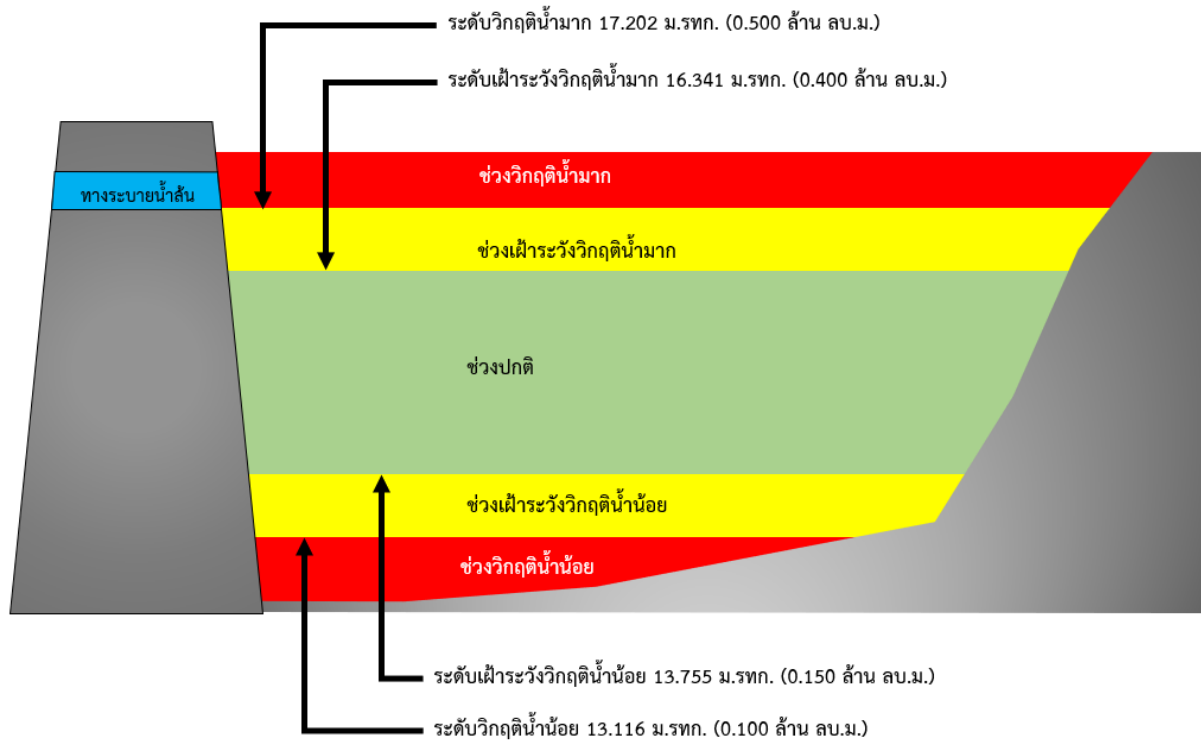 ระดับวิกฤติน้ำมาก 17.202 ม.รทก. (0.500 ล้าน ลบ.ม.)
ระดับเฝ้าระวังวิกฤติน้ำมาก 16.341 ม.รทก. (0.400 ล้าน ลบ.ม.)
ช่วงวิกฤติน้ำมาก
ทางระบายน้ำล้น
ช่วงเฝ้าระวังวิกฤติน้ำมาก
ช่วงปกติ
ช่วงเฝ้าระวังวิกฤติน้ำน้อย
ช่วงวิกฤติน้ำน้อย
ระดับเฝ้าระวังวิกฤติน้ำน้อย 13.755 ม.รทก. (0.150 ล้าน ลบ.ม.)
ระดับวิกฤติน้ำน้อย 13.116 ม.รทก. (0.100 ล้าน ลบ.ม.)